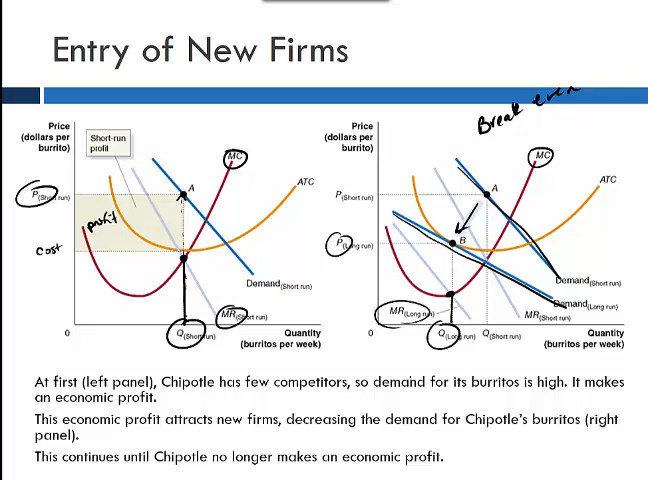 Entry of New Firms
Break even
Price
(dollars per
burrito)
Short-run
profit
MC
ATC
P(Short run)
A
profit
cost
Demand(Short run)
MR(Short run)
0
Q(Short run)
Quantity
(burritos per week)
Price
(dollars per
burrito)
MC
ATC
P(Short run)
A
P(Long run)
B
Demand(Short run)
Demand(Long run)
MR(Long run)
MR(Short run)
0
Q(Long run)
Q(Short run)
Quantity
(burritos per week)
At first (left panel), Chipotle has few competitors, so demand for its burritos is high. It makes
an economic profit.
This economic profit attracts new firms, decreasing the demand for Chipotle's burritos (right
panel).
This continues until Chipotle no longer makes an economic profit.